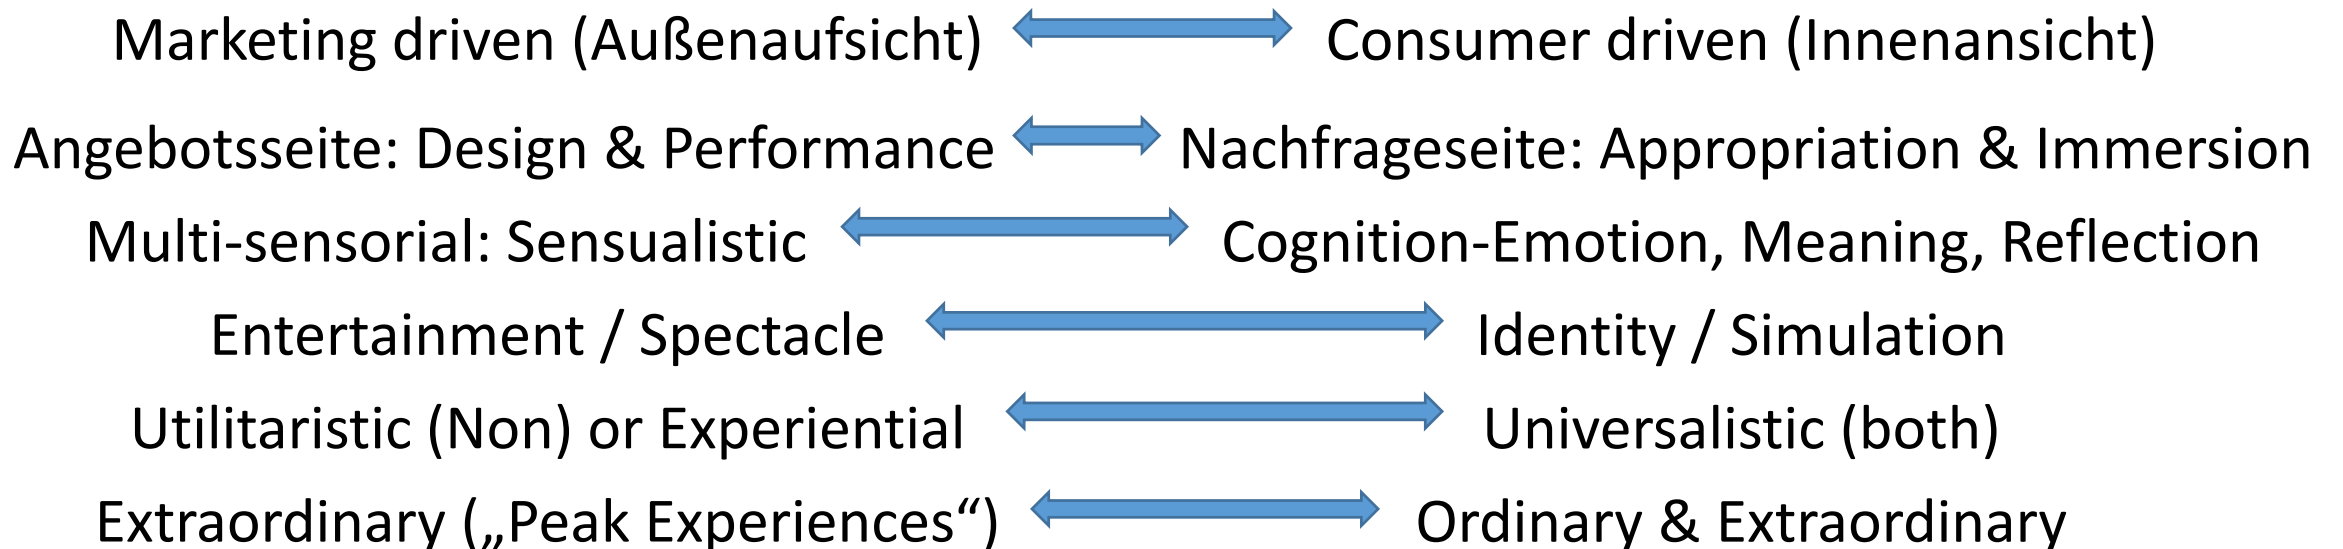 Marketing driven (Außenaufsicht) Consumer driven (Innenansicht)
Angebotsseite: Design & Performance Nachfrageseite: Appropriation & Immersion
Multi-sensorial: Sensualistic Cognition-Emotion, Meaning, Reflection
Entertainment / Spectacle Identity / Simulation
Utilitaristic (Non) or Experiential Universalistic (both)
Extraordinary („Peak Experiences“) Ordinary & Extraordinary